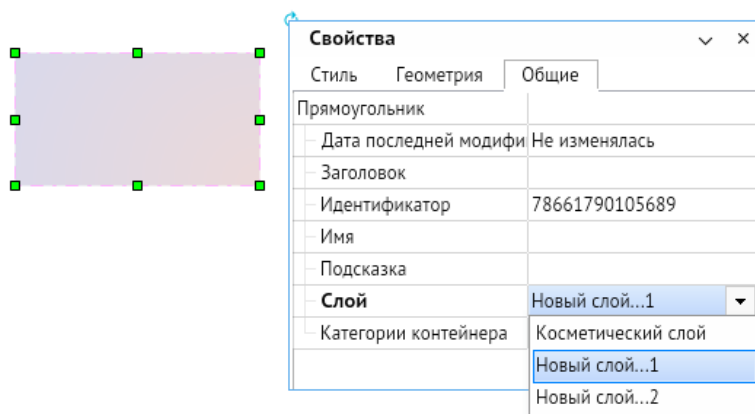 Свойства
Стиль Геометрия Общие
Прямоугольник
Дата последней модифи Не изменялась
Заголовок
Идентификатор 78661790105689
Имя
Подсказка
Слой Новый слой...1
Категории контейнера Косметический слой
Новый слой...1
Новый слой...2